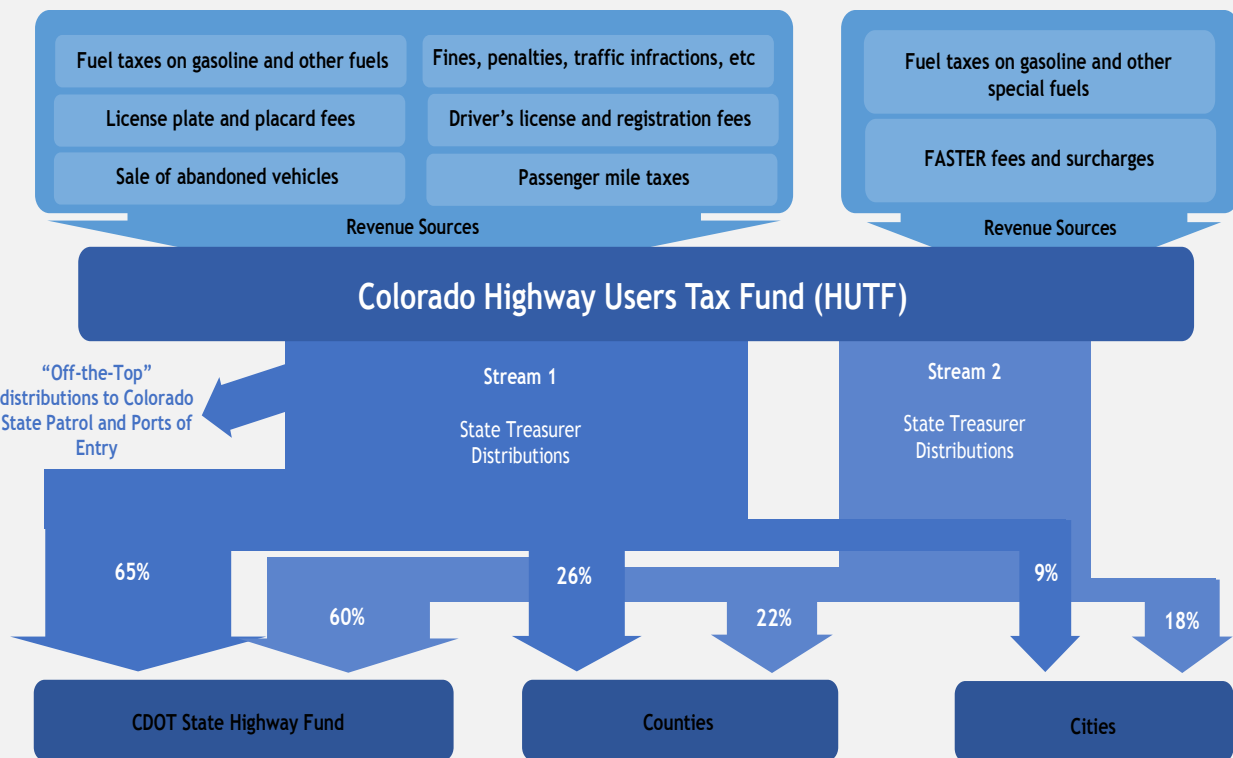 Fuel taxes on gasoline and other fuels
Fines, penalties, traffic infractions, etc
License plate and placard fees
Driver's license and registration fees
Sale of abandoned vehicles
Passenger mile taxes
Revenue Sources
Fuel taxes on gasoline and other
special fuels
FASTER fees and surcharges
Revenue Sources
Colorado Highway Users Tax Fund (HUTF)
“Off-the-Top”
distributions to Colorado
State Patrol and Ports of
Entry
Stream 1
State Treasurer
Distributions
Stream 2
State Treasurer
Distributions
65%
60%
26%
22%
9%
18%
CDOT State Highway Fund
Counties
Cities